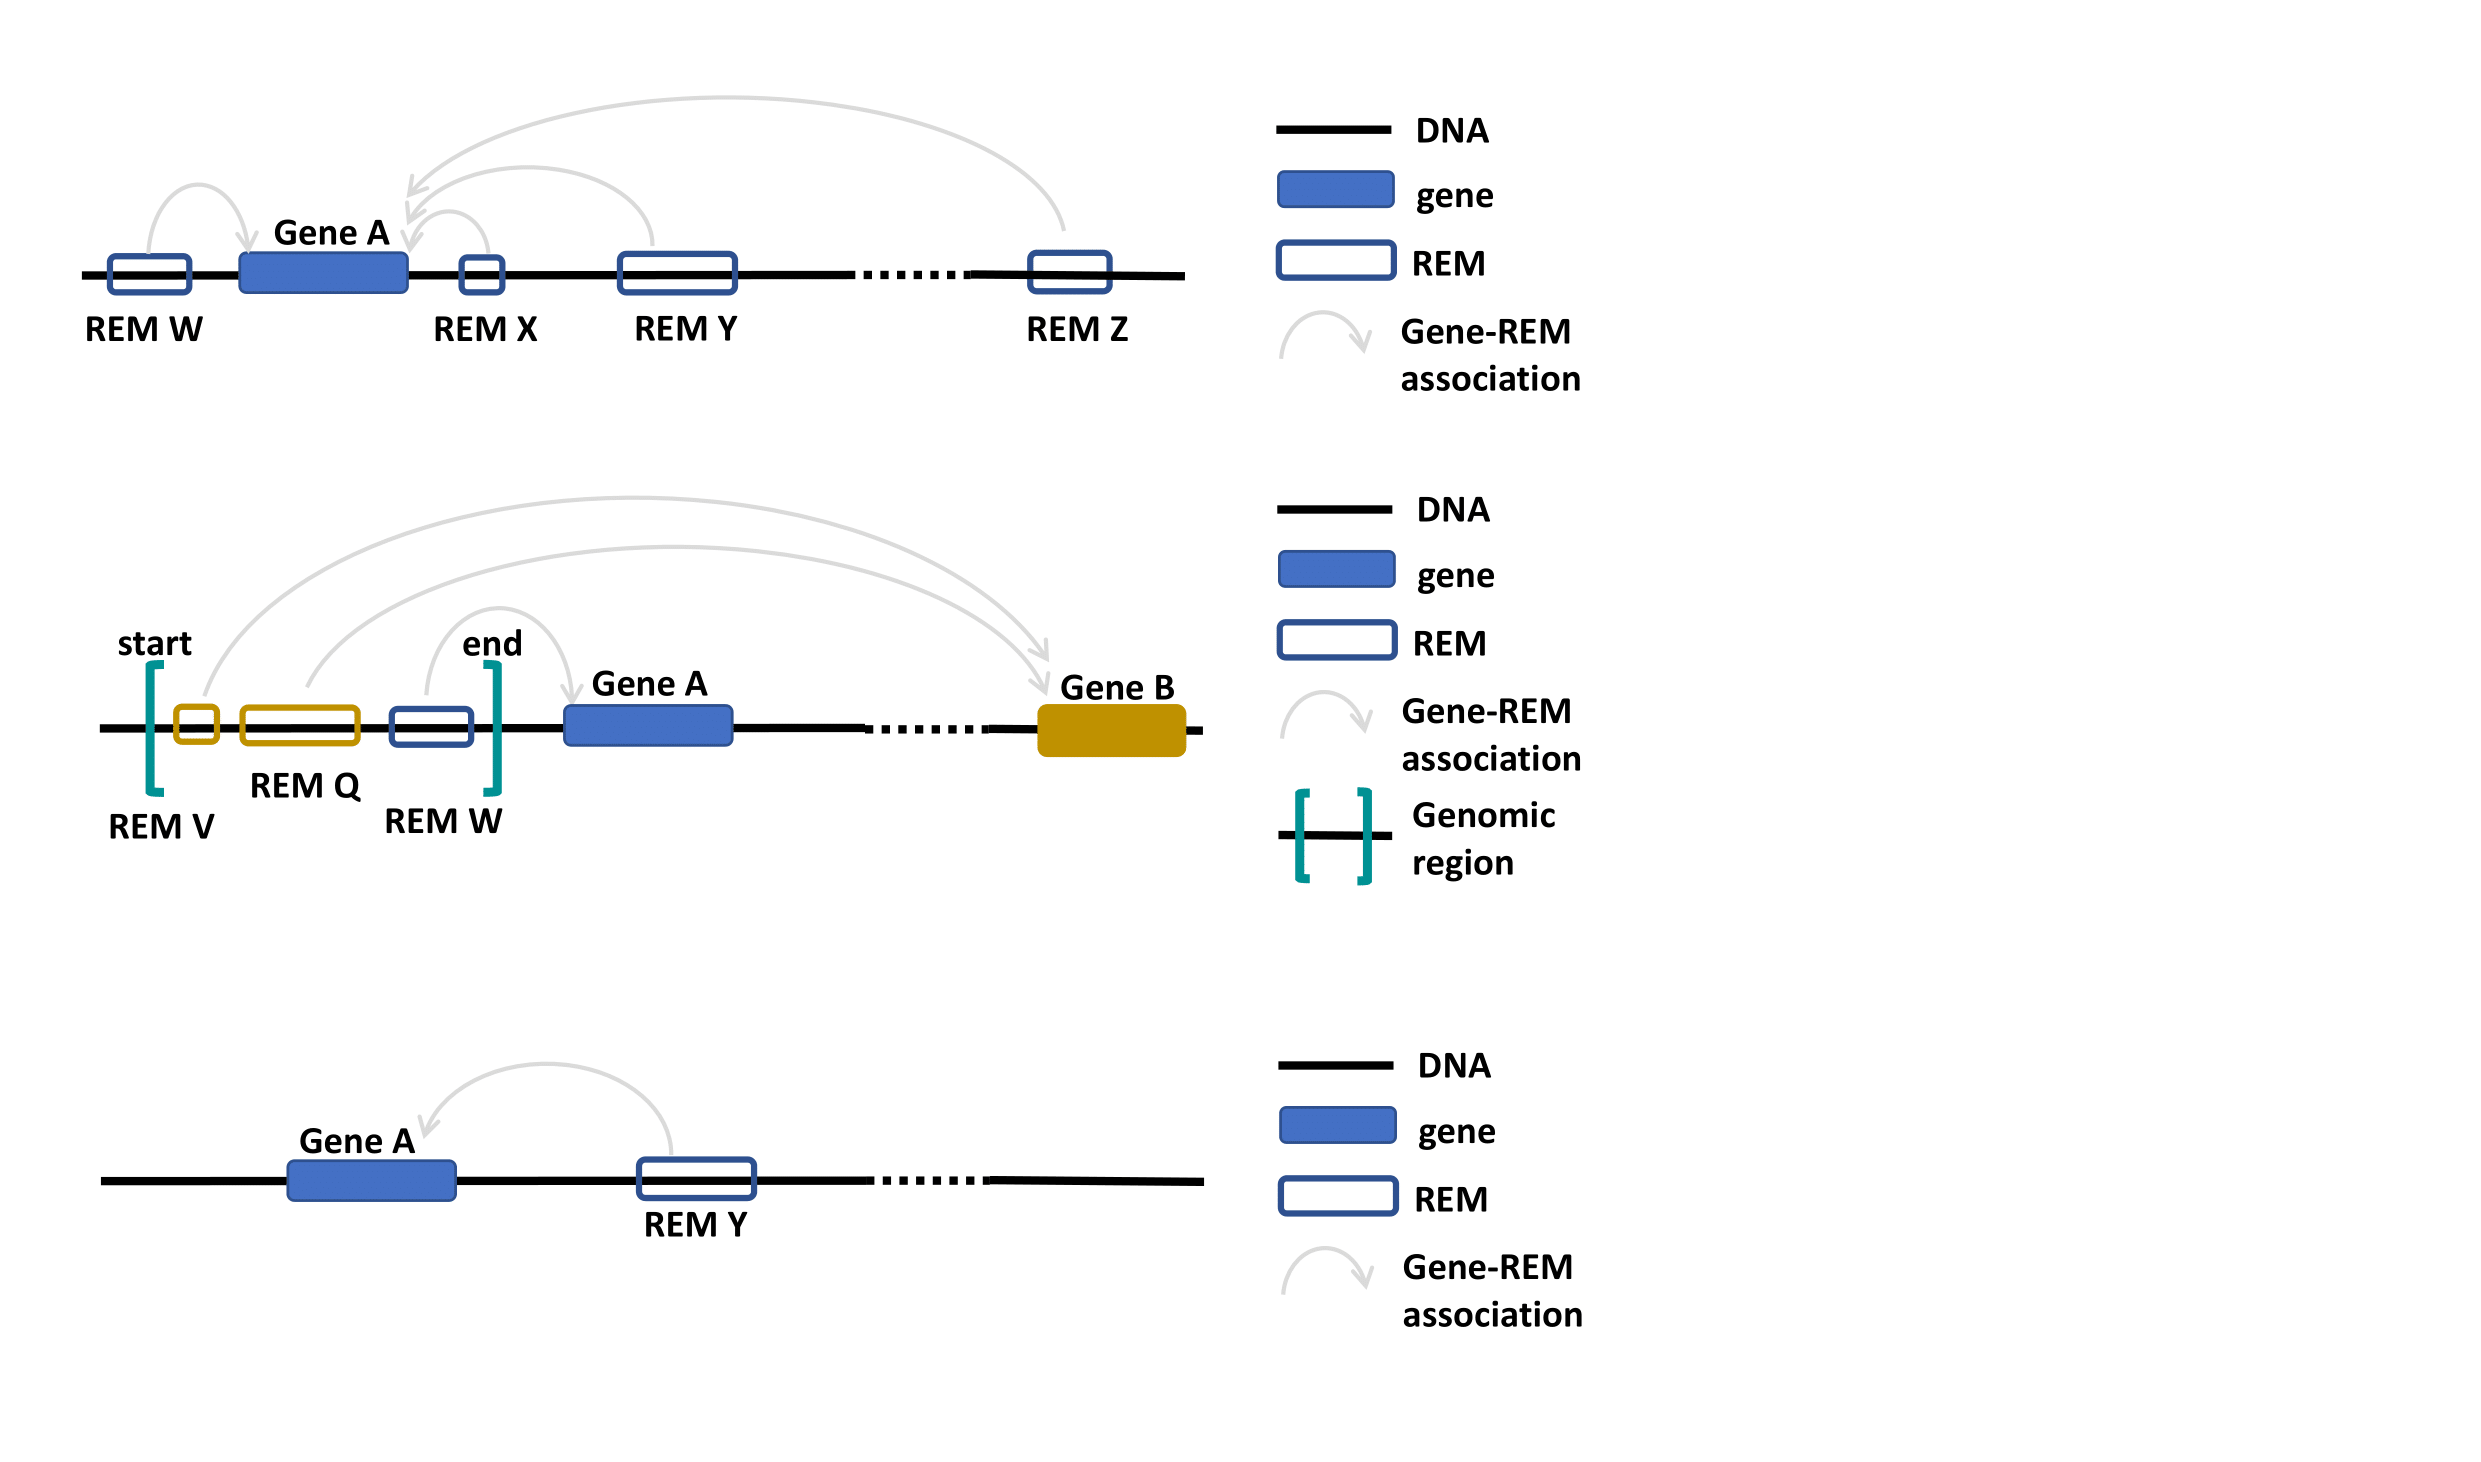 DNA
gene
Gene A
REM
REM W
REM X
REM Y
REM Z
Gene-REM
association
DNA
gene
start
end
REM
Gene A
Gene B
Gene-REM
association
REM Q
REM V
REM W
Genomic
region
DNA
gene
Gene A
REM
REM Y
Gene-REM
association